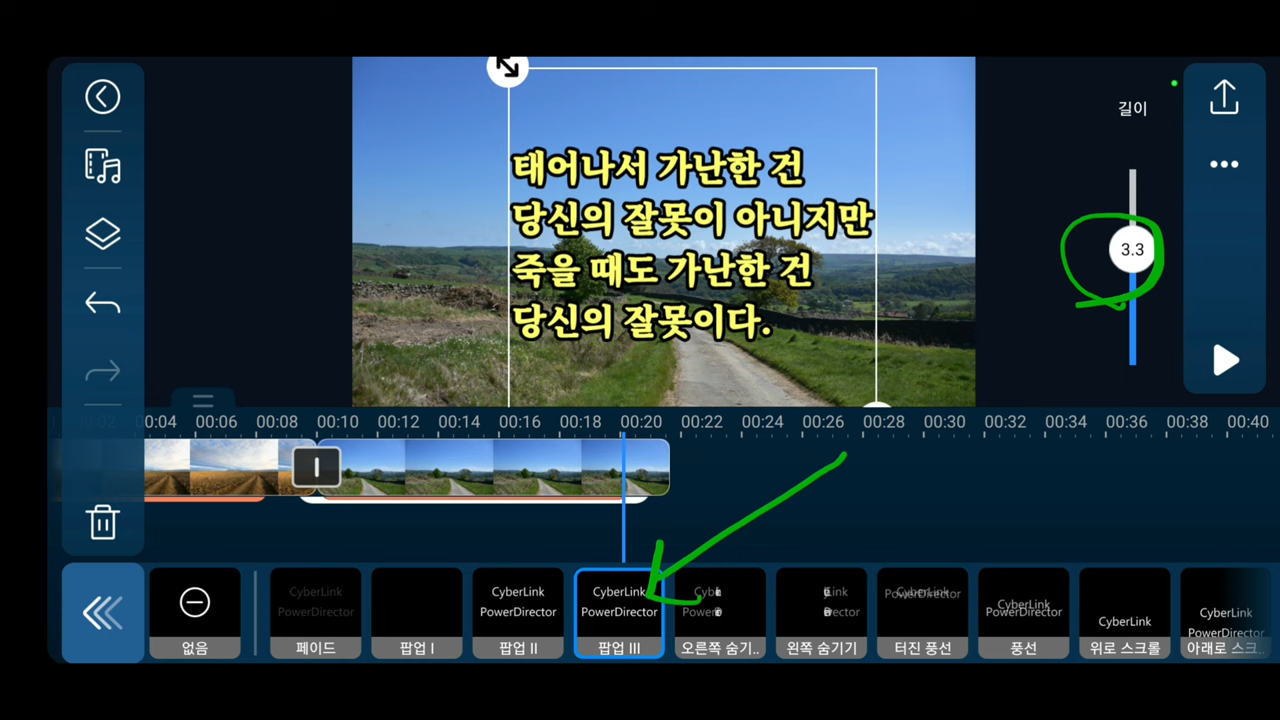 길이
태어나서 가난한 건
당신의 잘못이 아니지만
죽을 때도 가난한 건
당신의 잘못이다.
3.3
00:04 00:06 00:08 00:10 00:12 00:14 00:16 00:18 00:20 00:22 00:24 00:26 00:28 00:30 00:32 00:34 00:36 00:38 00:40
없음
페이드
CyberLink
PowerDirector
팝업 I
CyberLink
PowerDirector
팝업 II
CyberLink
PowerDirector
팝업 III
오른쪽 숨기..
왼쪽 숨기기
PowerDirector
터진 풍선
CyberLink
PowerDirector
풍선
CyberLink
위로 스크롤
CyberLink
PowerDirector
아래로 스크..